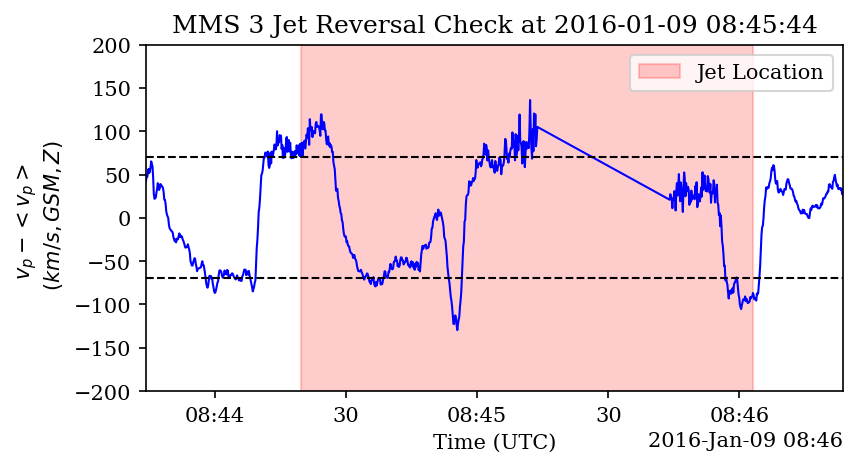 MMS 3 Jet Reversal Check at 2016-01-09 08:45:44
Jet Location
v_p − < v_p >
(km/s, GSM, Z)
200
150
100
50
0
−50
−100
−150
−200
08:44
30
08:45
30
08:46
Time (UTC)
2016-Jan-09 08:46